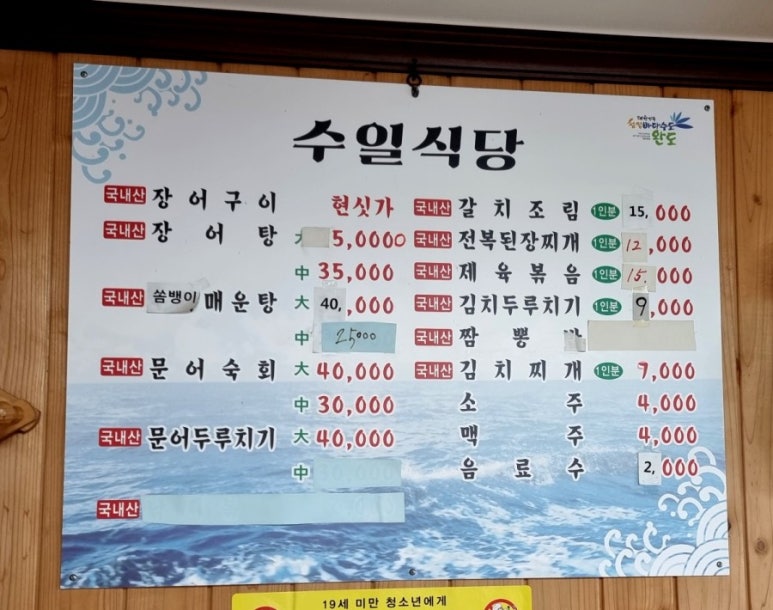 수일식당
완도
국내산 장어구이 현싯가
국내산 장어탕 大 5,0000
中 35,000
국내산 쏨뱅이 매운탕 大 40,,000
中 25000
국내산 문어숙회 大 40,000
中 30,000
국내산 문어두루치기 大 40,000
中
국내산
국내산 갈치조림 1인분 15,000
국내산 전복된장찌개 1인분 12,000
국내산 제육볶음 1인분 15.000
국내산 김치두루치기 1인분 9,000
국내산 짬뽕
국내산 김치찌개 1인분 7,000
소주 4,000
맥주 4,000
음료수 2,000
19세 미만 청소년에게